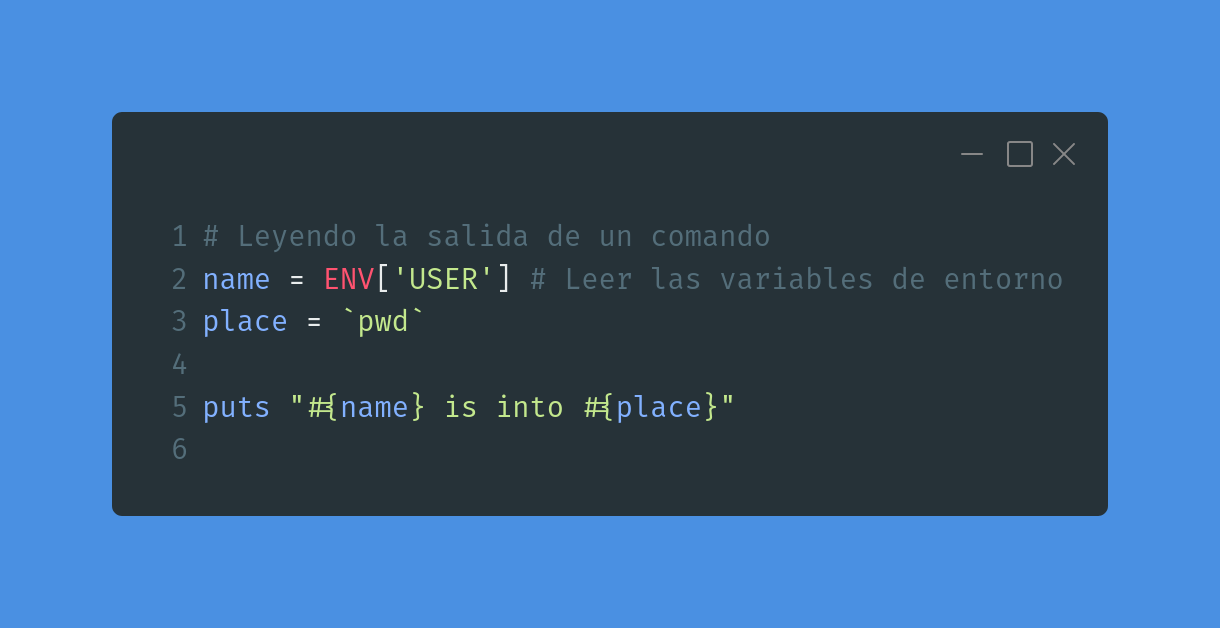 1 # Leyendo la salida de un comando
2 name = ENV['USER'] # Leer las variables de entorno
3 place = `pwd`
4
5 puts "#{name} is into #{place}"
6